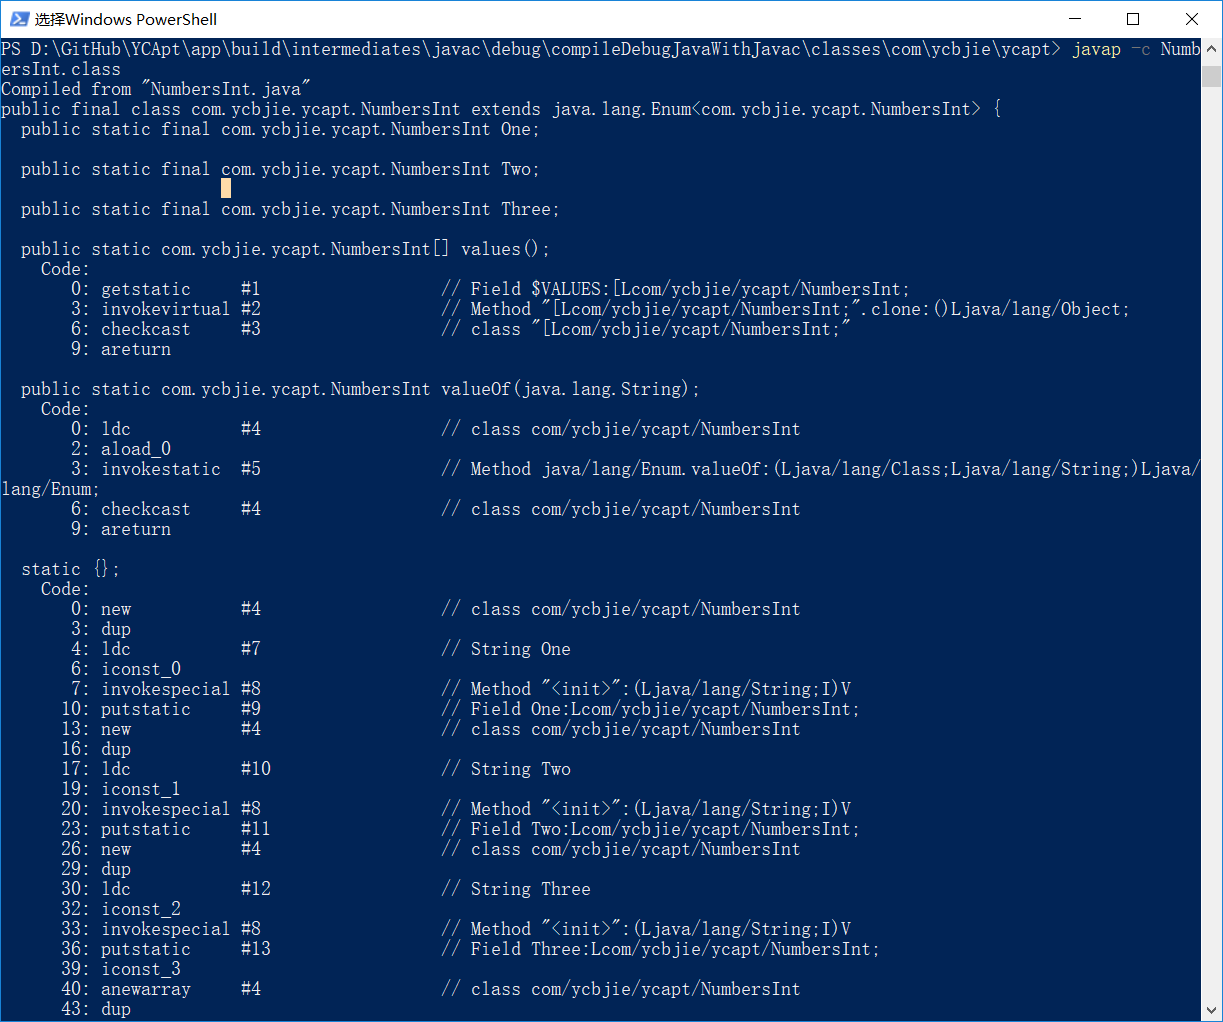 选择Windows PowerShell
PS D:\GitHub\YCApt\app\build\intermediates\javac\debug\compileDebugJavaWithJavac\classes\com\ycbjie\ycapt> javap -c Numb
ersInt.class
Compiled from "NumbersInt.java"
public final class com.ycbjie.ycapt.NumbersInt extends java.lang.Enum<com.ycbjie.ycapt.NumbersInt> {
  public static final com.ycbjie.ycapt.NumbersInt One;
  public static final com.ycbjie.ycapt.NumbersInt Two;
  public static final com.ycbjie.ycapt.NumbersInt Three;
  public static com.ycbjie.ycapt.NumbersInt[] values();
    Code:
       0: getstatic     #1                  // Field $VALUES:[Lcom/ycbjie/ycapt/NumbersInt;
       3: invokevirtual #2                  // Method "[Lcom/ycbjie/ycapt/NumbersInt;".clone:()Ljava/lang/Object;
       6: checkcast     #3                  // class "[Lcom/ycbjie/ycapt/NumbersInt;"
       9: areturn
  public static com.ycbjie.ycapt.NumbersInt valueOf(java.lang.String);
    Code:
       0: ldc           #4                  // class com/ycbjie/ycapt/NumbersInt
       2: aload_0
       3: invokestatic  #5                  // Method java/lang/Enum.valueOf:(Ljava/lang/Class;Ljava/lang/String;)Ljava/
lang/Enum;
       6: checkcast     #4                  // class com/ycbjie/ycapt/NumbersInt
       9: areturn
  static {};
    Code:
       0: new           #4                  // class com/ycbjie/ycapt/NumbersInt
       3: dup
       4: ldc           #7                  // String One
       6: iconst_0
       7: invokespecial #8                  // Method "<init>":(Ljava/lang/String;I)V
      10: putstatic     #9                  // Field One:Lcom/ycbjie/ycapt/NumbersInt;
      13: new           #4                  // class com/ycbjie/ycapt/NumbersInt
      16: dup
      17: ldc           #10                 // String Two
      19: iconst_1
      20: invokespecial #8                  // Method "<init>":(Ljava/lang/String;I)V
      23: putstatic     #11                 // Field Two:Lcom/ycbjie/ycapt/NumbersInt;
      26: new           #4                  // class com/ycbjie/ycapt/NumbersInt
      29: dup
      30: ldc           #12                 // String Three
      32: iconst_2
      33: invokespecial #8                  // Method "<init>":(Ljava/lang/String;I)V
      36: putstatic     #13                 // Field Three:Lcom/ycbjie/ycapt/NumbersInt;
      39: iconst_3
      40: anewarray     #4                  // class com/ycbjie/ycapt/NumbersInt
      43: dup